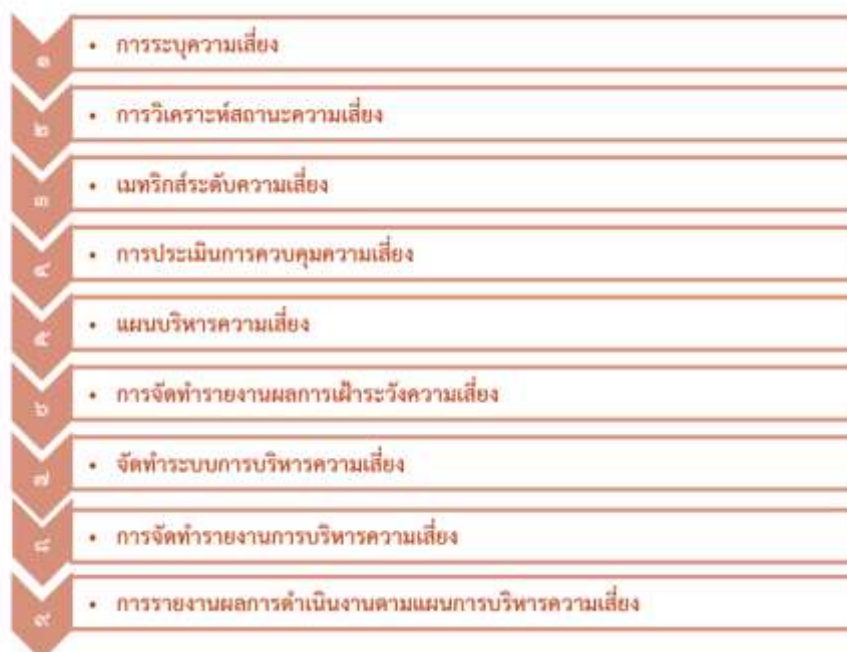 ๑ • การระบุความเสี่ยง
๒ • การวิเคราะห์สถานะความเสี่ยง
๓ • เมทริกส์ระดับความเสี่ยง
๔ • การประเมินการควบคุมความเสี่ยง
๕ • แผนบริหารความเสี่ยง
๖ • การจัดทำรายงานผลการเฝ้าระวังความเสี่ยง
๗ • จัดทำระบบการบริหารความเสี่ยง
๘ • การจัดทำรายงานการบริหารความเสี่ยง
๙ • การรายงานผลการดำเนินงานตามแผนการบริหารความเสี่ยง